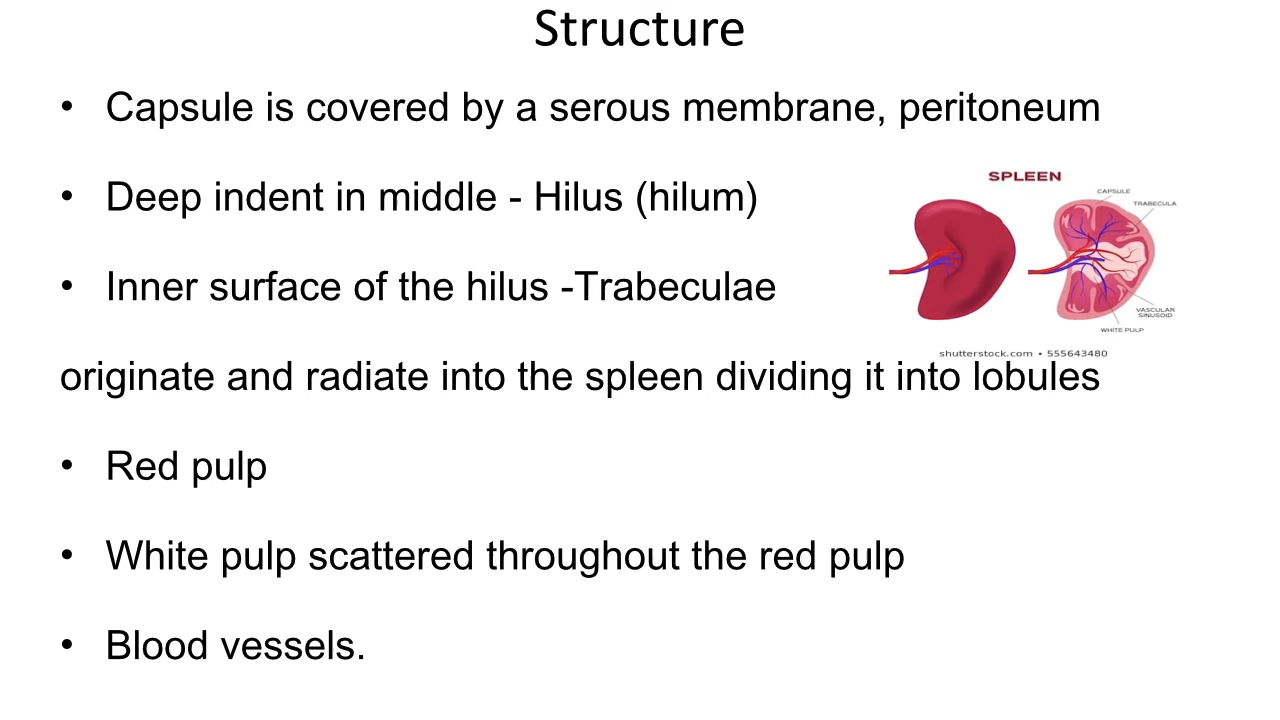 Structure
• Capsule is covered by a serous membrane, peritoneum
• Deep indent in middle - Hilus (hilum)
• Inner surface of the hilus -Trabeculae
originate and radiate into the spleen dividing it into lobules
• Red pulp
• White pulp scattered throughout the red pulp
• Blood vessels.
SPLEEN
CAPSULE
TRABECULA
VASCULAR
SINUSOID
WHITE PULP
shutterstock.com • 555643480